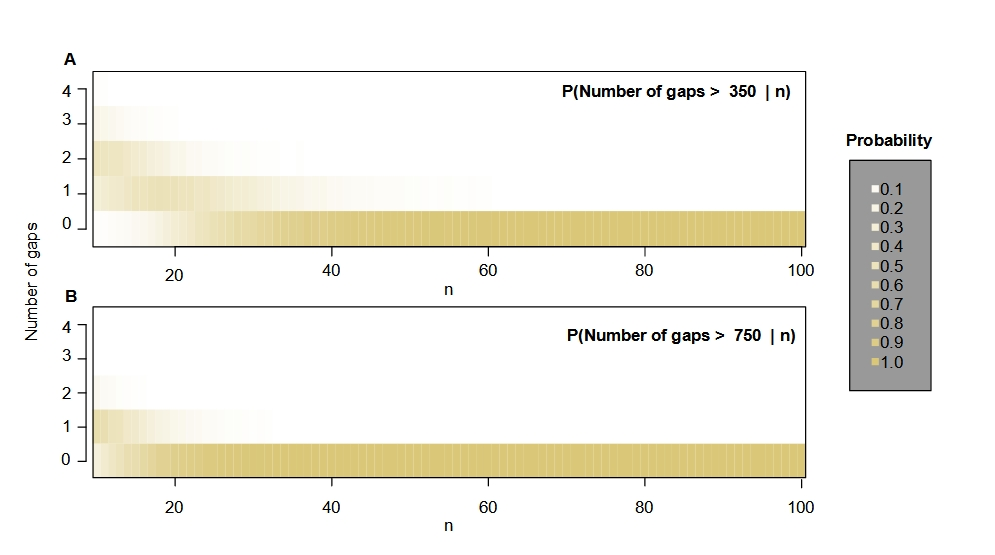 A
P(Number of gaps > 350 | n)
4
3
2
1
0
20 40 60 80 100
n
Number of gaps
B
P(Number of gaps > 750 | n)
4
3
2
1
0
20 40 60 80 100
n
Probability
0.1
0.2
0.3
0.4
0.5
0.6
0.7
0.8
0.9
1.0